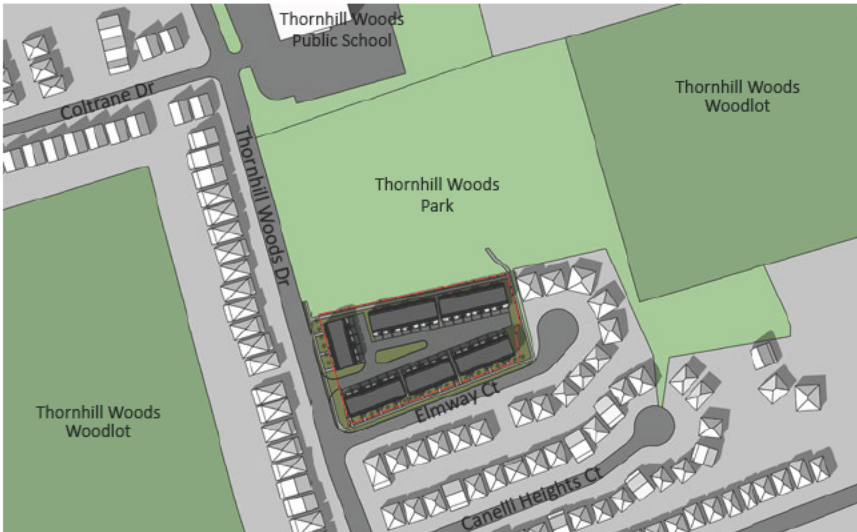 Thornhill Woods
Public School
Coltrane Dr
Thornhill Woods
Woodlot
Thornhill Woods Dr
Thornhill Woods
Park
Thornhill Woods
Woodlot
Elmway Ct
Canelli Heights Ct